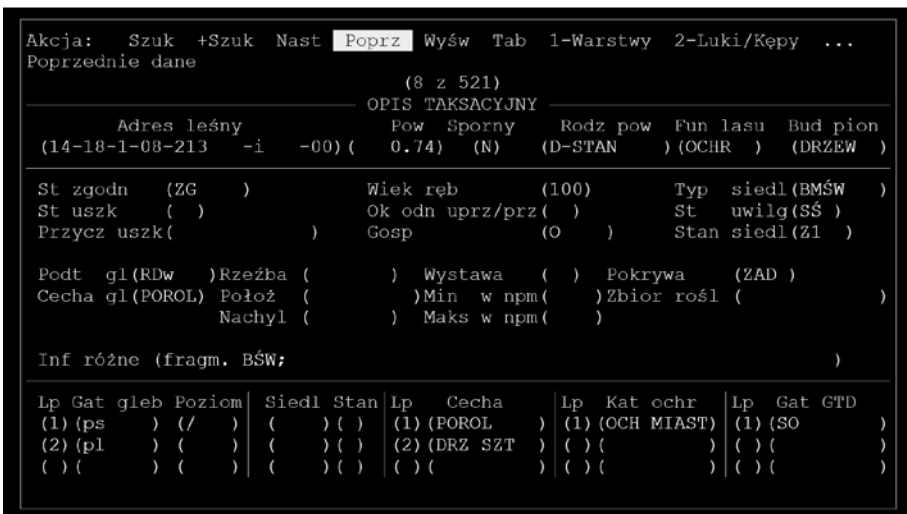 Akcja:   Szuk  +Szuk  Nast  Poprz  Wyśw  Tab  1-Warstwy  2-Luki/Kępy  ...
Poprzednie dane
(8 z 521)
OPIS TAKSACYJNY
Adres leśny   Pow  Sporny   Rodz pow  Fun lasu  Bud pion
(14-18-1-08-213   -i   -00)(   0.74)  (N)   (D-STAN   )(OCHR  )  (DRZEW  )
St zgodn   (ZG   )   Wiek ręb   (100)   Typ  siedl(BMŚW   )
St uszk   (  )   Ok odn uprz/prz(  )   St   uwilg(SŚ )
Przycz uszk(   )   Gosp   (O   )   Stan siedl(Z1  )
Podt  gl(RDw   )Rzeźba (   )  Wystawa  (  )  Pokrywa   (ZAD )
Cecha gl(POROL) Położ  (   )Min  w npm(   )Zbior rośl (   )
Nachyl (   )  Maks w npm(   )
Inf różne (fragm. BŚW;   )
Lp Gat gleb Poziom|  Siedl Stan|Lp   Cecha   |Lp  Kat ochr  |Lp  Gat GTD
(1)(ps   ) (/   )|  (   )( )|(1)(POROL   )|(1)(OCH MIAST)|(1)(SO   )
(2)(pl   ) (   )|  (   )( )|(2)(DRZ SZT  )|( )(   )|( )(   )
( )(   ) (   )|  (   )( )|( )(   )|( )(   )|( )(   )